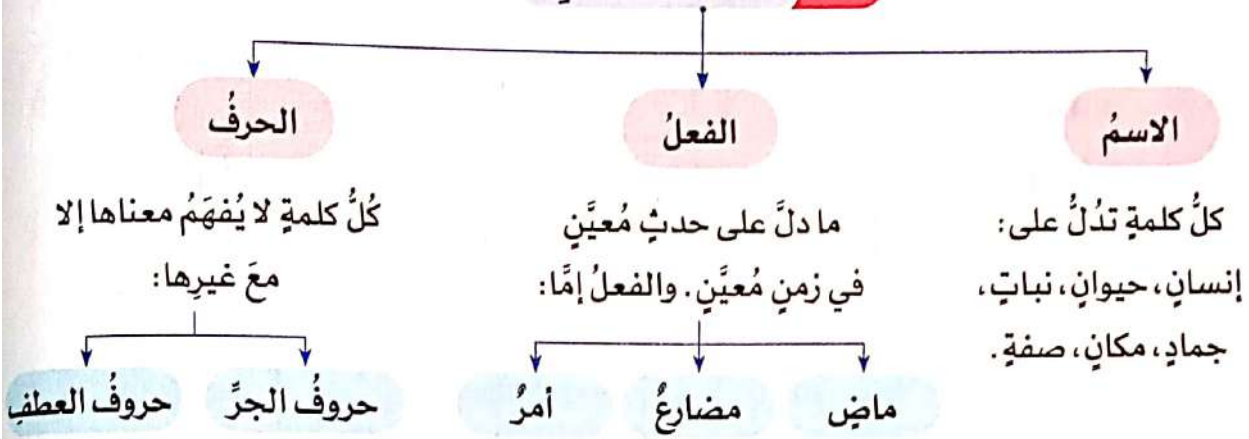 الاسمُ
كلُّ كلمةٍ تدُلُّ على:
إنسانٍ، حيوانٍ، نباتٍ،
جمادٍ، مكانٍ، صفةٍ.
الفعلُ
ما دلَّ على حدثٍ مُعيَّنٍ
في زمنٍ مُعيَّنٍ. والفعلُ إمَّا:
ماضٍ
مضارعٌ
أمرٌ
الحرفُ
كُلُّ كلمةٍ لا يُفهَمُ معناها إلا
معَ غيرِها:
حروفُ الجرِّ
حروفُ العطفِ